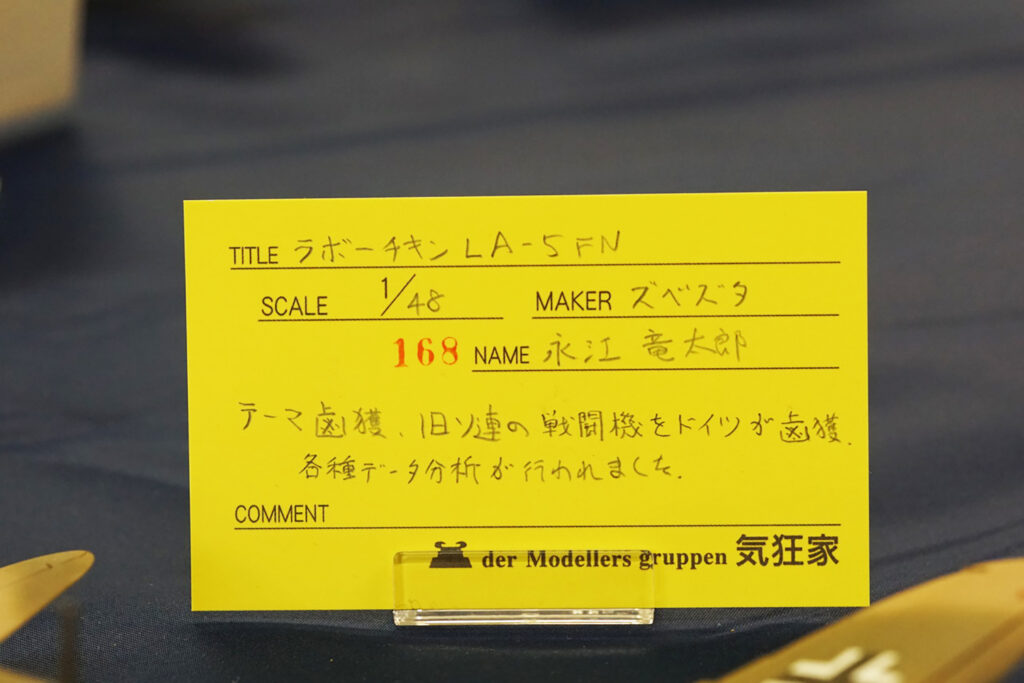 TITLE ラボーチキン LA-5FN
SCALE 1/48 MAKER ズベズタ
168 NAME 永江 竜太郎
テーマ鹵獲、旧ソ連の戦闘機をドイツが鹵獲.
各種データ分析が行われました.
COMMENT
der Modellers gruppen 気狂家